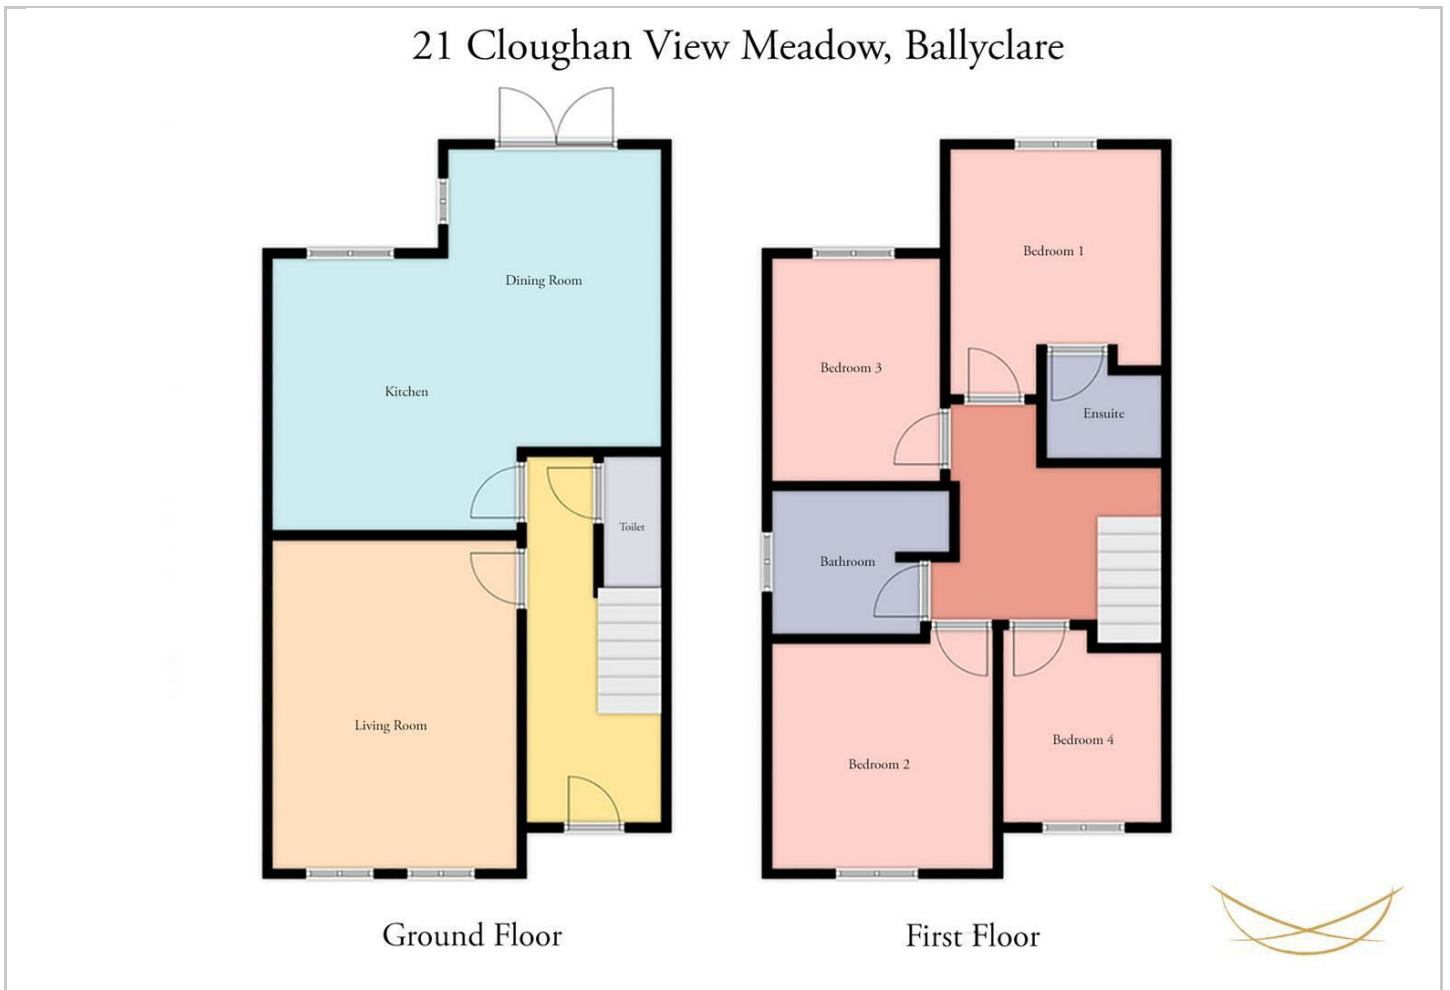 21 Cloughan View Meadow, Ballyclare
Dining Room
Kitchen
Toilet
Living Room
Ground Floor
Bedroom 1
Bedroom 3
Ensuite
Bathroom
Bedroom 2
Bedroom 4
First Floor